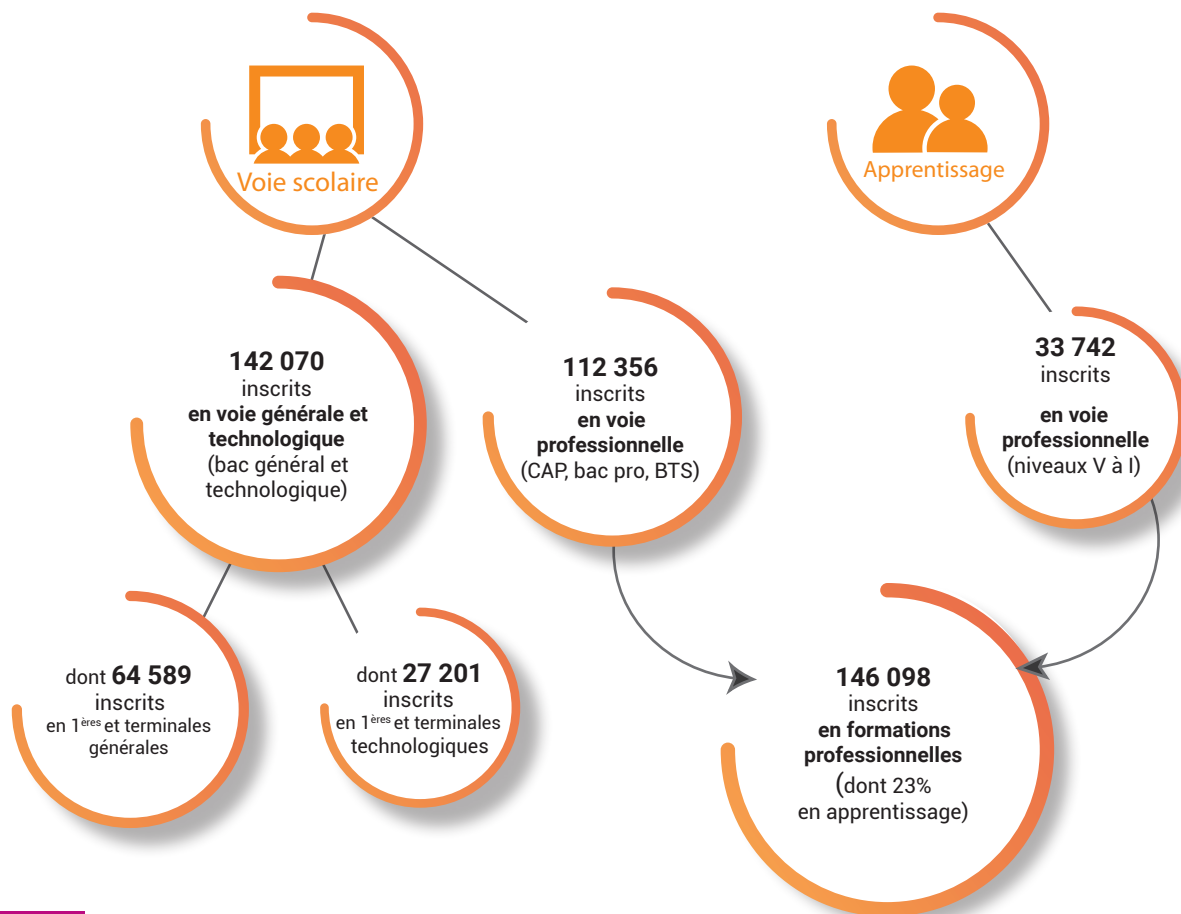 Voie scolaire
Apprentissage
142 070
inscrits
en voie générale et
technologique
(bac général et
technologique)
112 356
inscrits
en voie
professionnelle
(CAP, bac pro, BTS)
33 742
inscrits
en voie
professionnelle
(niveaux V à I)
dont 64 589
inscrits
en 1ères et terminales
générales
dont 27 201
inscrits
en 1ères et terminales
technologiques
146 098
inscrits
en formations
professionnelles
(dont 23%
en apprentissage)